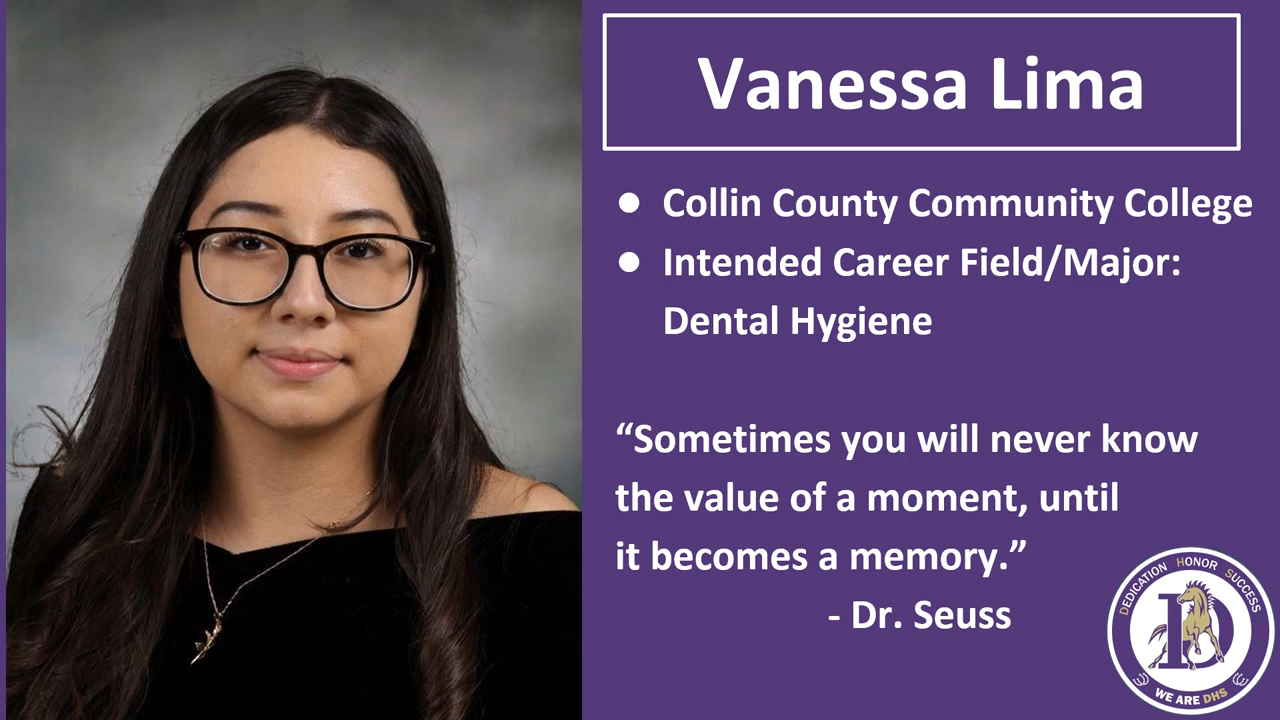 Vanessa Lima
● Collin County Community College
● Intended Career Field/Major:
Dental Hygiene
“Sometimes you will never know
the value of a moment, until
it becomes a memory.”
- Dr. Seuss
DEDICATION HONOR SUCCESS
D
WE ARE DHS